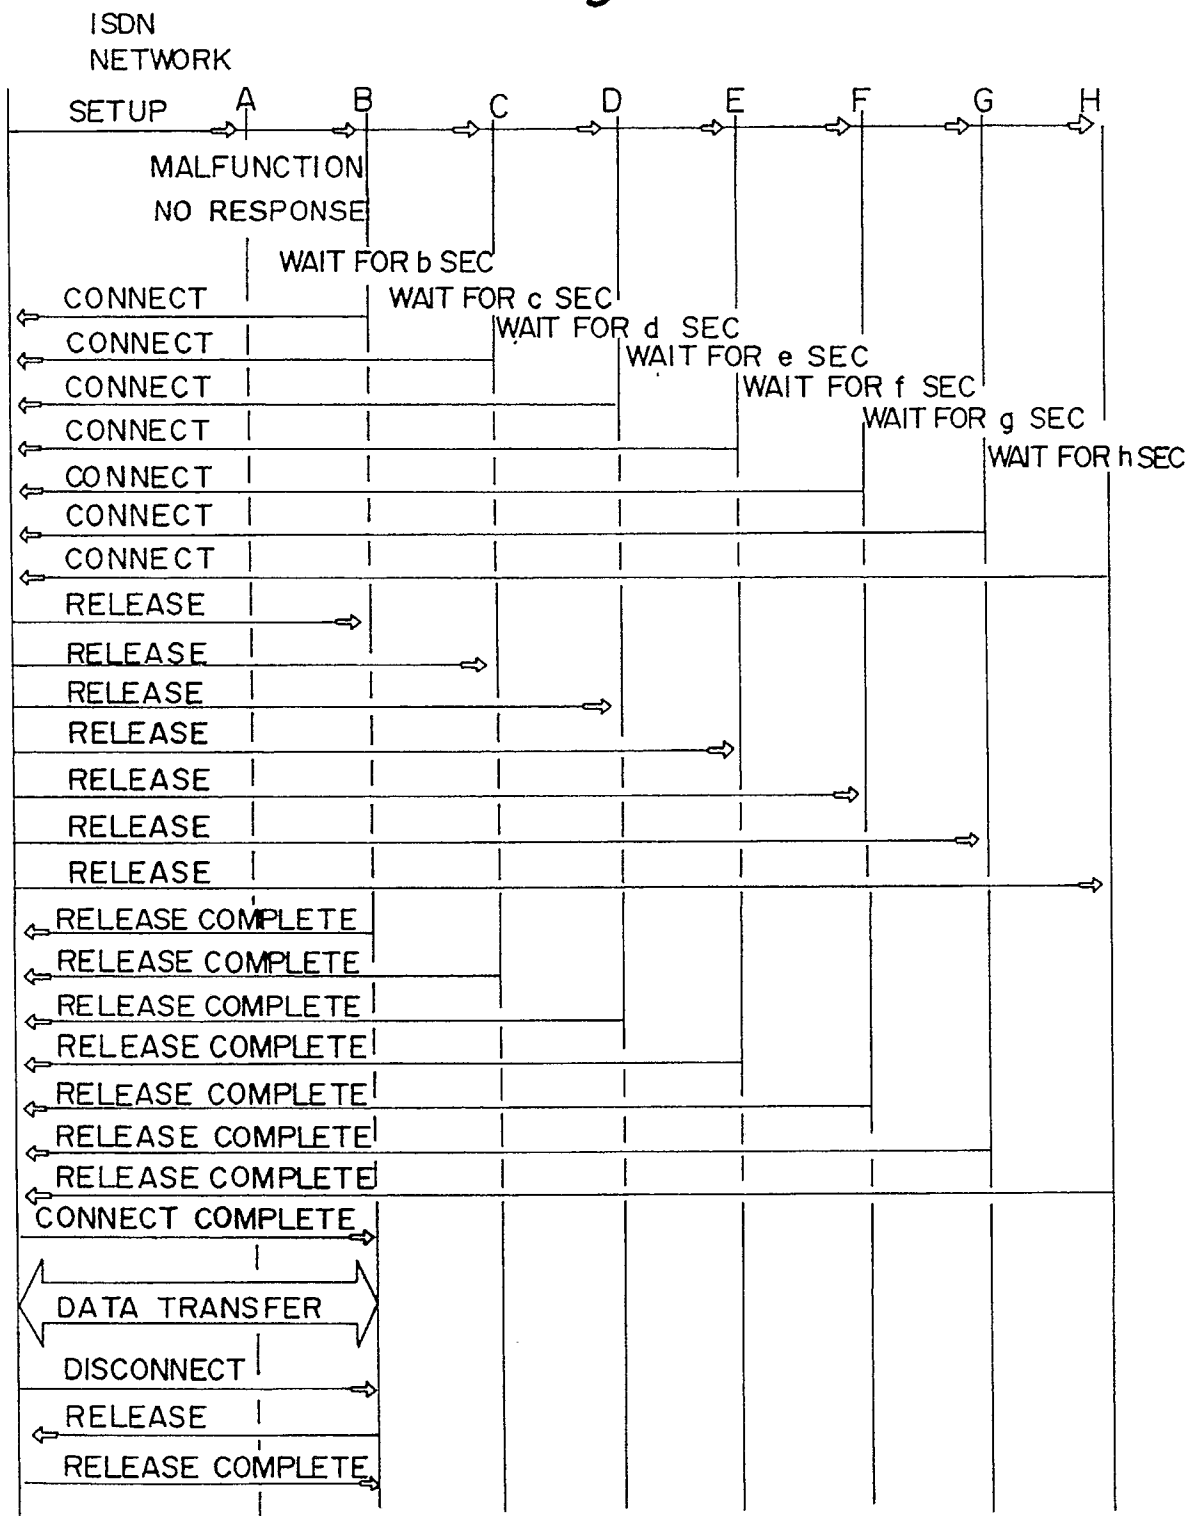 ISDN
NETWORK
SETUP A B C D E F G H
MALFUNCTION
NO RESPONSE
WAIT FOR b SEC
CONNECT WAIT FOR c SEC
WAIT FOR d SEC
CONNECT
WAIT FOR e SEC
CONNECT WAIT FOR f SEC
WAIT FOR g SEC
CONNECT
WAIT FOR h SEC
CONNECT
CONNECT
CONNECT
RELEASE
RELEASE
RELEASE
RELEASE
RELEASE
RELEASE
RELEASE
RELEASE COMPLETE
RELEASE COMPLETE
RELEASE COMPLETE
RELEASE COMPLETE
RELEASE COMPLETE
RELEASE COMPLETE
RELEASE COMPLETE
CONNECT COMPLETE
DATA TRANSFER
DISCONNECT
RELEASE
RELEASE COMPLETE